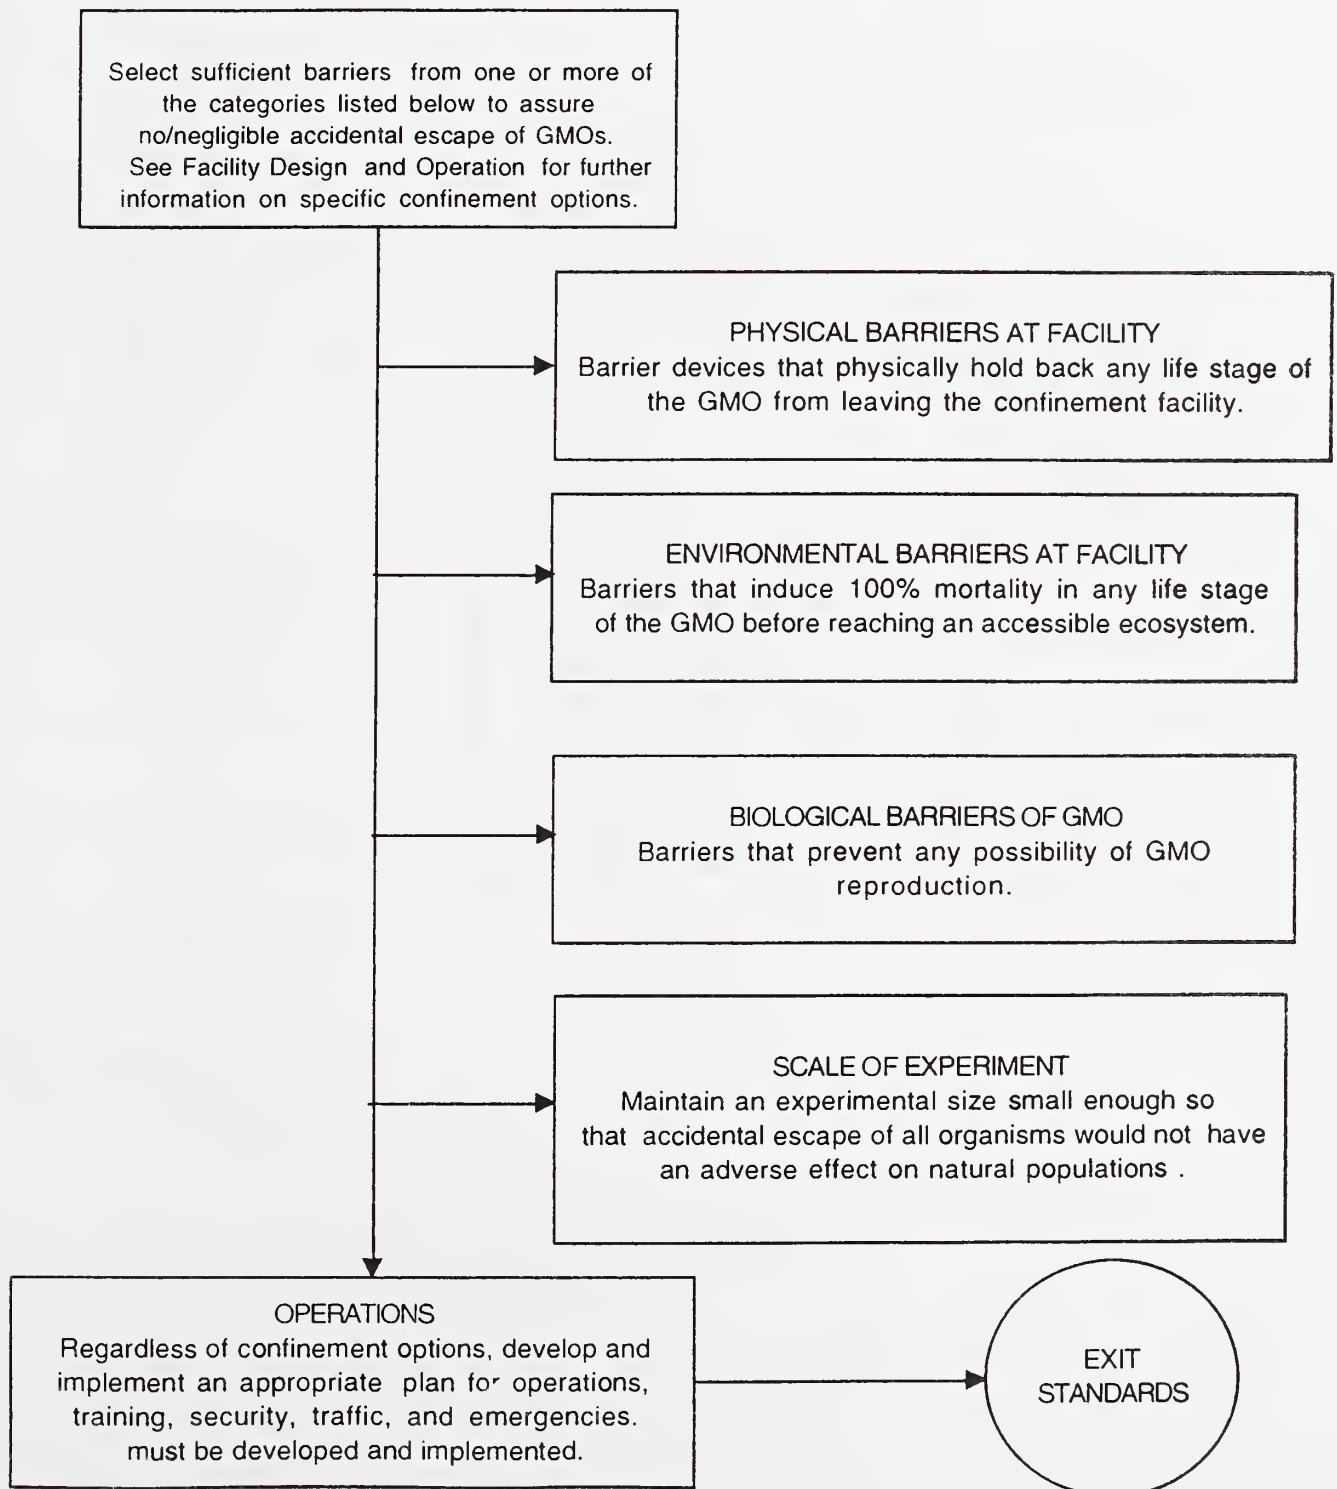 Select sufficient barriers from one or more of
the categories listed below to assure
no/negligible accidental escape of GMOs.
See Facility Design and Operation for further
information on specific confinement options.
PHYSICAL BARRIERS AT FACILITY
Barrier devices that physically hold back any life stage of
the GMO from leaving the confinement facility.
ENVIRONMENTAL BARRIERS AT FACILITY
Barriers that induce 100% mortality in any life stage
of the GMO before reaching an accessible ecosystem.
BIOLOGICAL BARRIERS OF GMO
Barriers that prevent any possibility of GMO
reproduction.
SCALE OF EXPERIMENT
Maintain an experimental size small enough so
that accidental escape of all organisms would not have
an adverse effect on natural populations .
OPERATIONS
Regardless of confinement options, develop and
implement an appropriate plan for operations,
training, security, traffic, and emergencies.
must be developed and implemented.
EXIT
STANDARDS